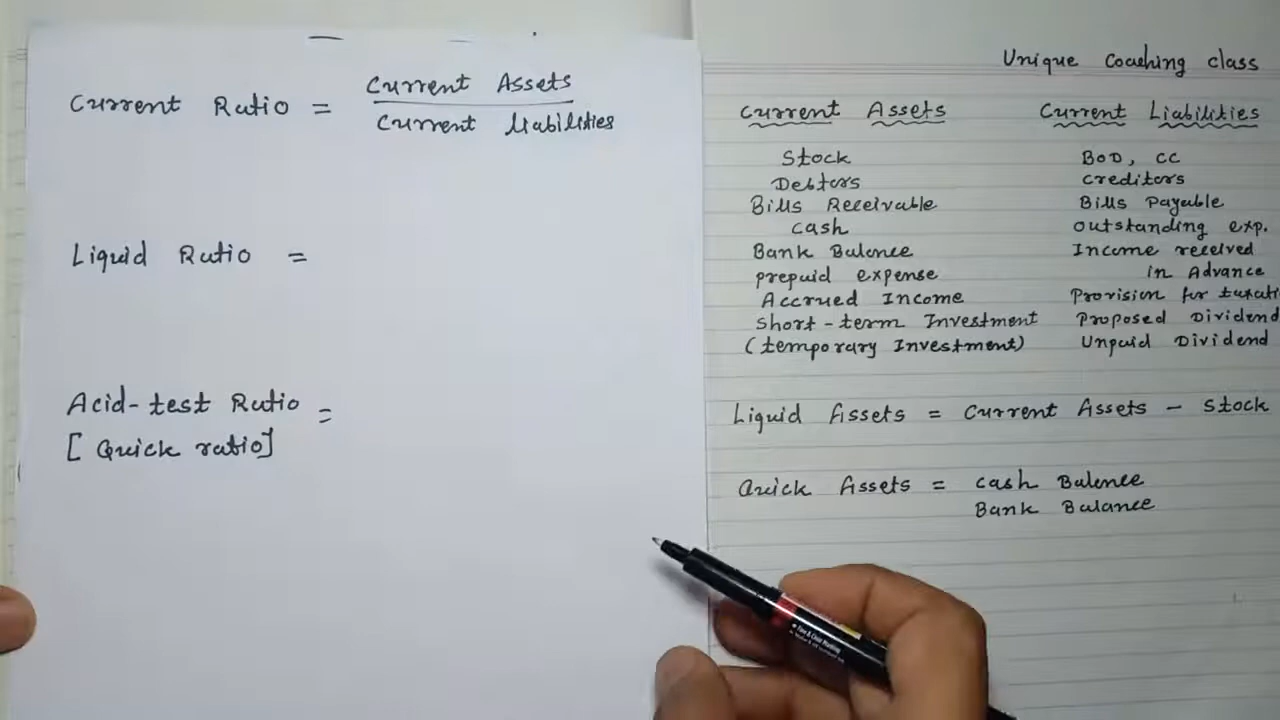 Current Ratio = Current Assets
Current Liabilities
Liquid Ratio =
Acid-test Ratio =
[Quick ratio]
Unique Coaching class
Current Assets
Stock
Debtors
Bills Receivable
cash
Bank Balence
prepaid expense
Accrued Income
short-term Investment
(temporary Investment)
Current Liabilities
BOD, CC
creditors
Bills Payable
outstanding exp.
Income received
in Advance
Provision for taxati
Proposed Dividend
Unpaid Dividend
Liquid Assets = Current Assets - Stock
Quick Assets = cash Balence
Bank Balance